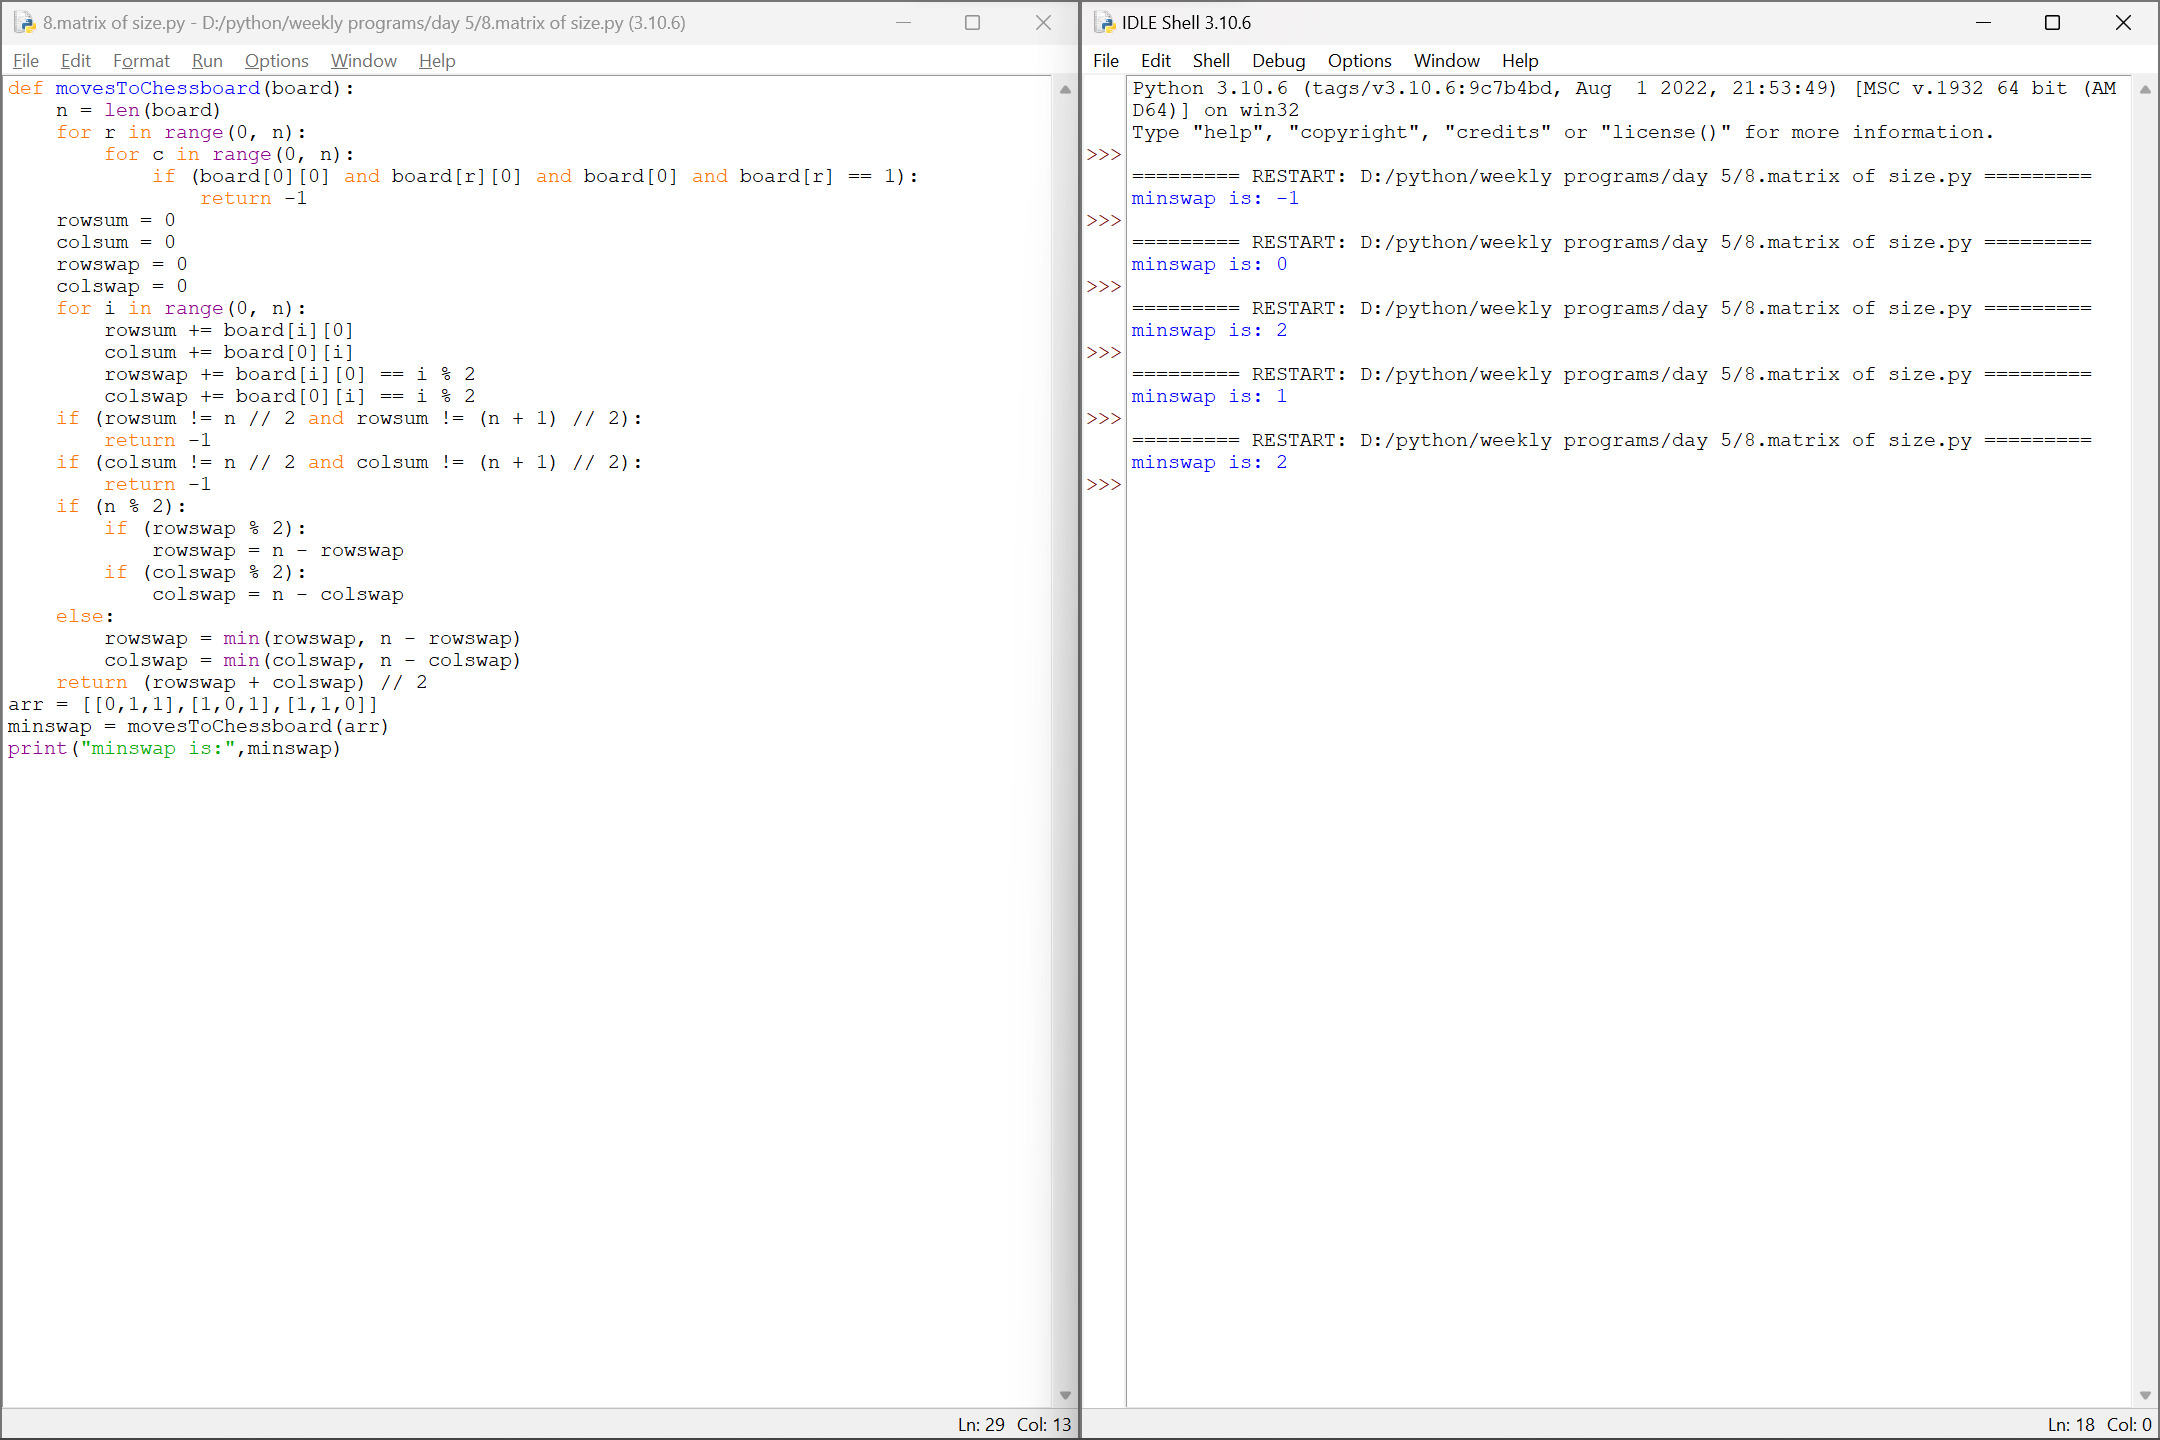 8.matrix of size.py - D:/python/weekly programs/day 5/8.matrix of size.py (3.10.6)
File Edit Format Run Options Window Help
def movesToChessboard(board):
    n = len(board)
    for r in range(0, n):
        for c in range(0, n):
            if (board[0][0] and board[r][0] and board[0] and board[r] == 1):
                return -1
    rowsum = 0
    colsum = 0
    rowswap = 0
    colswap = 0
    for i in range(0, n):
        rowsum += board[i][0]
        colsum += board[0][i]
        rowswap += board[i][0] == i % 2
        colswap += board[0][i] == i % 2
    if (rowsum != n // 2 and rowsum != (n + 1) // 2):
        return -1
    if (colsum != n // 2 and colsum != (n + 1) // 2):
        return -1
    if (n % 2):
        if (rowswap % 2):
            rowswap = n - rowswap
        if (colswap % 2):
            colswap = n - colswap
    else:
        rowswap = min(rowswap, n - rowswap)
        colswap = min(colswap, n - colswap)
    return (rowswap + colswap) // 2
arr = [[0,1,1],[1,0,1],[1,1,0]]
minswap = movesToChessboard(arr)
print("minswap is:",minswap)
Ln: 29 Col: 13
IDLE Shell 3.10.6
File Edit Shell Debug Options Window Help
Python 3.10.6 (tags/v3.10.6:9c7b4bd, Aug  1 2022, 21:53:49) [MSC v.1932 64 bit (AM
D64)] on win32
Type "help", "copyright", "credits" or "license()" for more information.
>>>
========= RESTART: D:/python/weekly programs/day 5/8.matrix of size.py =========
minswap is: -1
>>>
========= RESTART: D:/python/weekly programs/day 5/8.matrix of size.py =========
minswap is: 0
>>>
========= RESTART: D:/python/weekly programs/day 5/8.matrix of size.py =========
minswap is: 2
>>>
========= RESTART: D:/python/weekly programs/day 5/8.matrix of size.py =========
minswap is: 1
>>>
========= RESTART: D:/python/weekly programs/day 5/8.matrix of size.py =========
minswap is: 2
>>>
Ln: 18 Col: 0